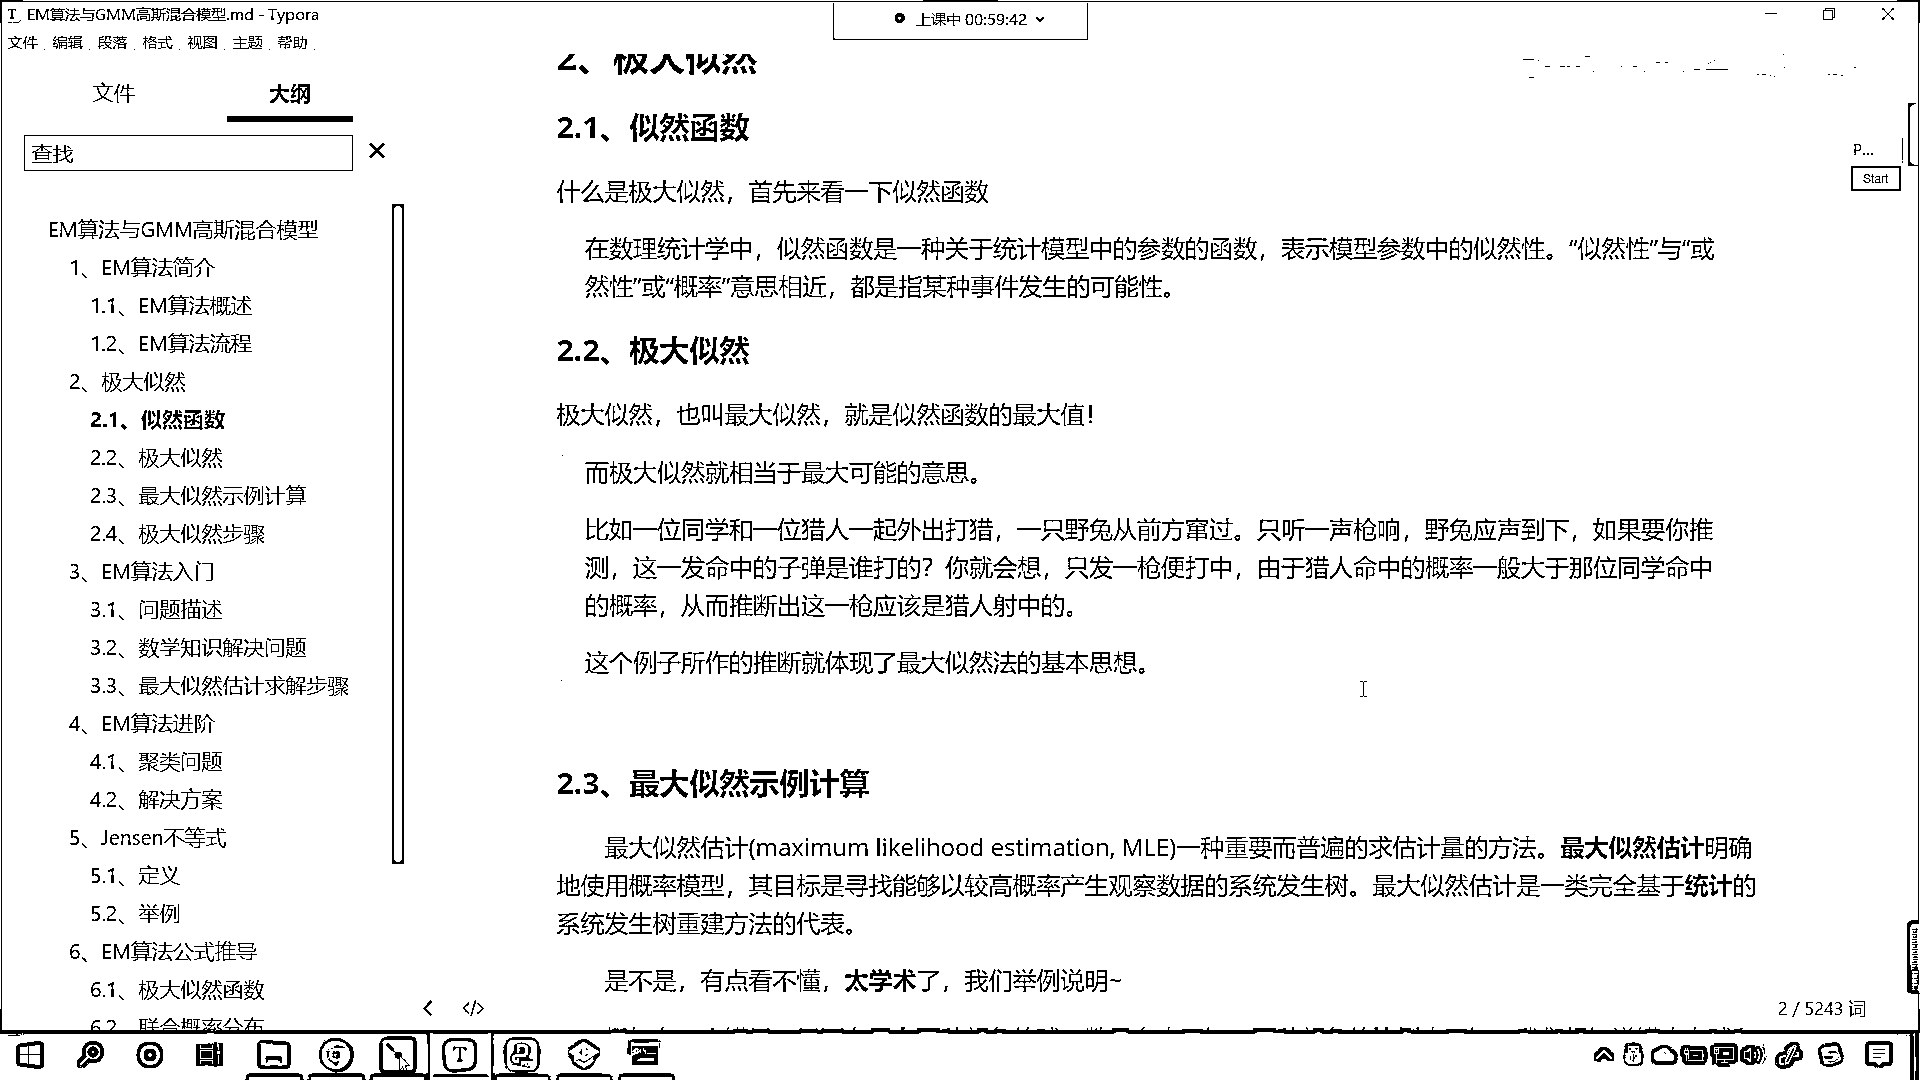 EM算法与GMM高斯混合模型.md - Typora
上课中 00:59:42
文件 编辑 段落 格式 视图 主题 帮助
文件
大纲
查找
EM算法与GMM高斯混合模型
1、EM算法简介
1.1、EM算法概述
1.2、EM算法流程
2、极大似然
2.1、似然函数
2.2、极大似然
2.3、最大似然示例计算
2.4、极大似然步骤
3、EM算法入门
3.1、问题描述
3.2、数学知识解决问题
3.3、最大似然估计求解步骤
4、EM算法进阶
4.1、聚类问题
4.2、解决方案
5、Jensen不等式
5.1、定义
5.2、举例
6、EM算法公式推导
6.1、极大似然函数
6.2、联合概率分布
2、极大似然
2.1、似然函数
什么是极大似然，首先来看一下似然函数
在数理统计学中，似然函数是一种关于统计模型中的参数的函数，表示模型参数中的似然性。“似然性”与“或
然性”或“概率”意思相近，都是指某种事件发生的可能性。
2.2、极大似然
极大似然，也叫最大似然，就是似然函数的最大值！
而极大似然就相当于最大可能的意思。
比如一位同学和一位猎人一起外出打猎，一只野兔从前方窜过。只听一声枪响，野兔应声到下，如果要你推
测，这一发命中的子弹是谁打的？你就会想，只发一枪便打中，由于猎人命中的概率一般大于那位同学命中
的概率，从而推断出这一枪应该是猎人射中的。
这个例子所作的推断就体现了最大似然法的基本思想。
2.3、最大似然示例计算
最大似然估计(maximum likelihood estimation, MLE)一种重要而普遍的求估计量的方法。最大似然估计明确
地使用概率模型，其目标是寻找能够以较高概率产生观察数据的系统发生树。最大似然估计是一类完全基于统计的
系统发生树重建方法的代表。
是不是，有点看不懂，太学术了，我们举例说明~
P...
Start
2 / 5243 词